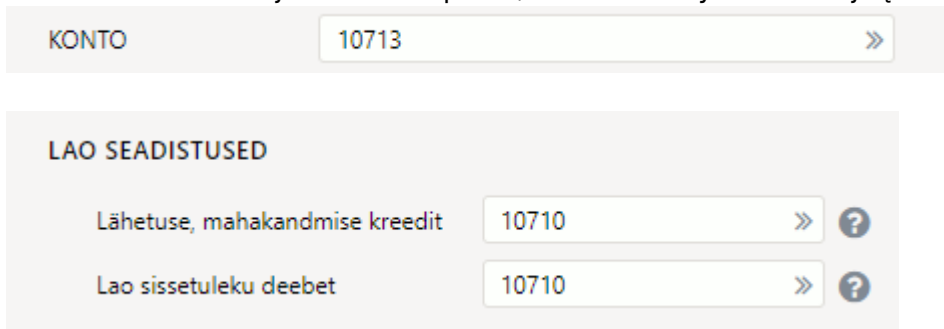 KONTO 10713
LAO SEADISTUSED
Lähetuse, mahakandmise kreedit 10710
Lao sissetuleku deebet 10710